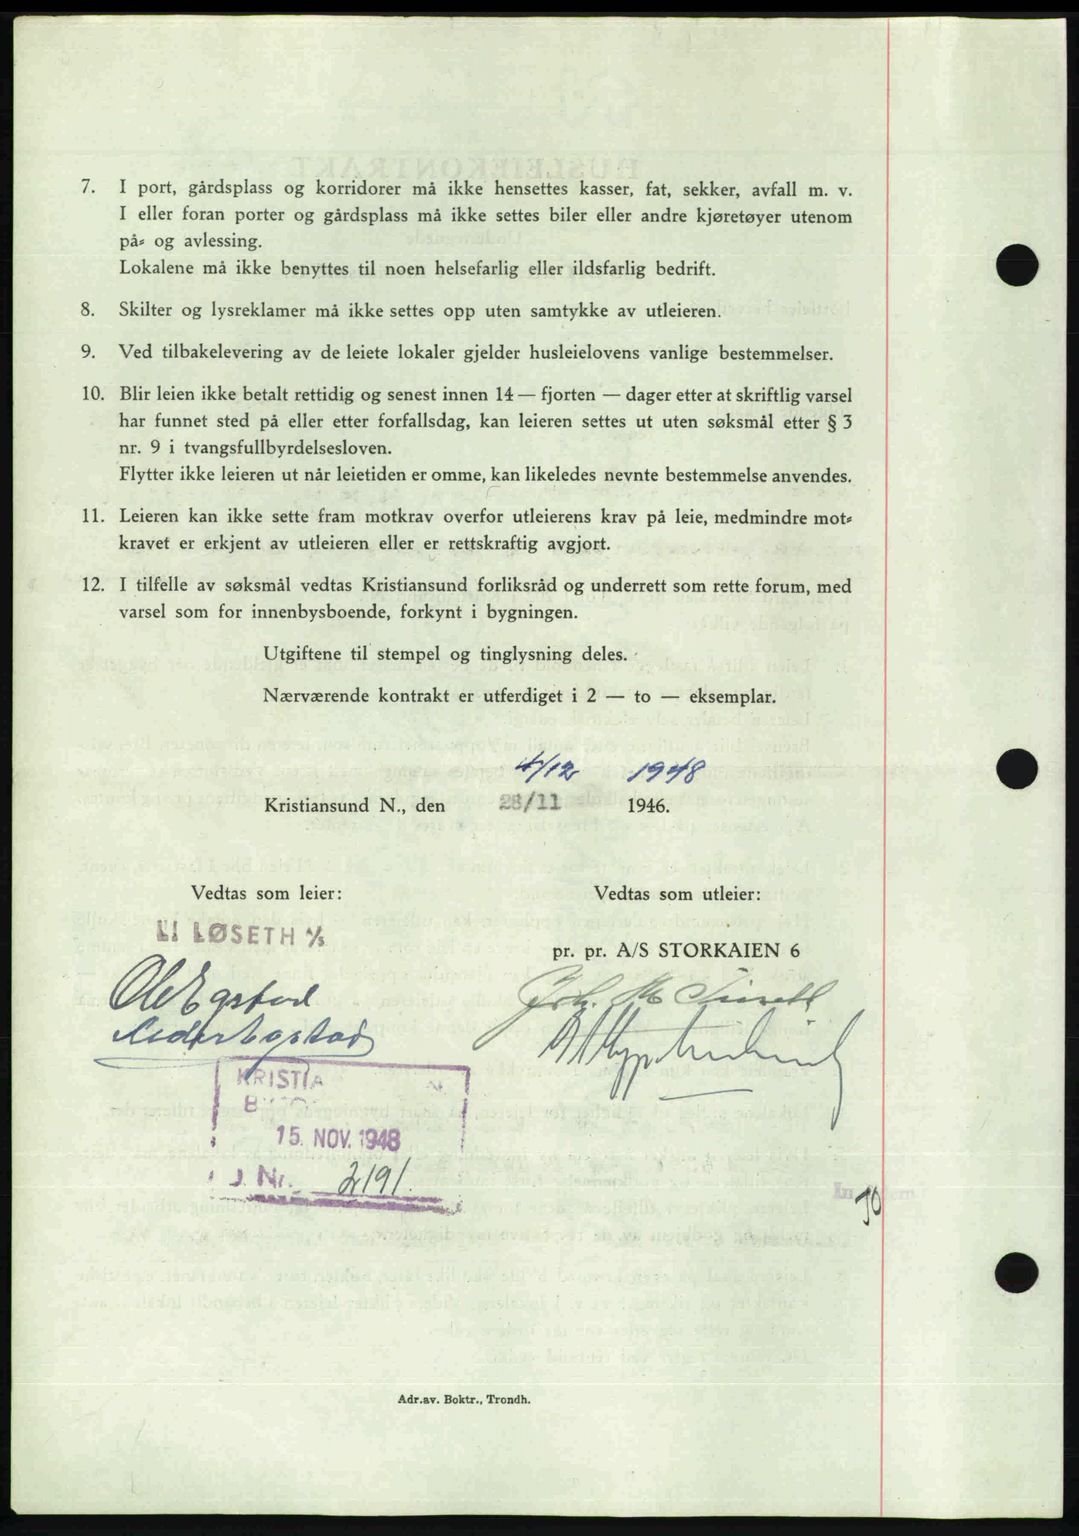 7. I port, gårdsplass og korridorer må ikke hensettes kasser, fat, sekker, avfall m. v.
I eller foran porter og gårdsplass må ikke settes biler eller andre kjøretøyer utenom
på- og avlessing.
Lokalene må ikke benyttes til noen helsefarlig eller ildsfarlig bedrift.
8. Skilter og lysreklamer må ikke settes opp uten samtykke av utleieren.
9. Ved tilbakelevering av de leiete lokaler gjelder husleielovens vanlige bestemmelser.
10. Blir leien ikke betalt rettidig og senest innen 14 — fjorten — dager etter at skriftlig varsel
har funnet sted på eller etter forfallsdag, kan leieren settes ut uten søksmål etter § 3
nr. 9 i tvangsfullbyrdelsesloven.
Flytter ikke leieren ut når leietiden er omme, kan likeledes nevnte bestemmelse anvendes.
11. Leieren kan ikke sette fram motkrav overfor utleierens krav på leie, medmindre mot-
kravet er erkjent av utleieren eller er rettskraftig avgjort.
12. I tilfelle av søksmål vedtas Kristiansund forliksråd og underrett som rette forum, med
varsel som for innenbysboende, forkynt i bygningen.
Utgiftene til stempel og tinglysning deles.
Nærværende kontrakt er utferdiget i 2 — to — eksemplar.
4/12 1948
Kristiansund N., den 28/11 1946.
Vedtas som leier:
Vedtas som utleier:
LØSETH A/S
pr. pr. A/S STORKAIEN 6
Ole Egstad
Peder Egstad
KRISTIA N
B
15. NOV. 1948
J. Nr. 2191.
70
Adr.av. Boktr., Trondh.